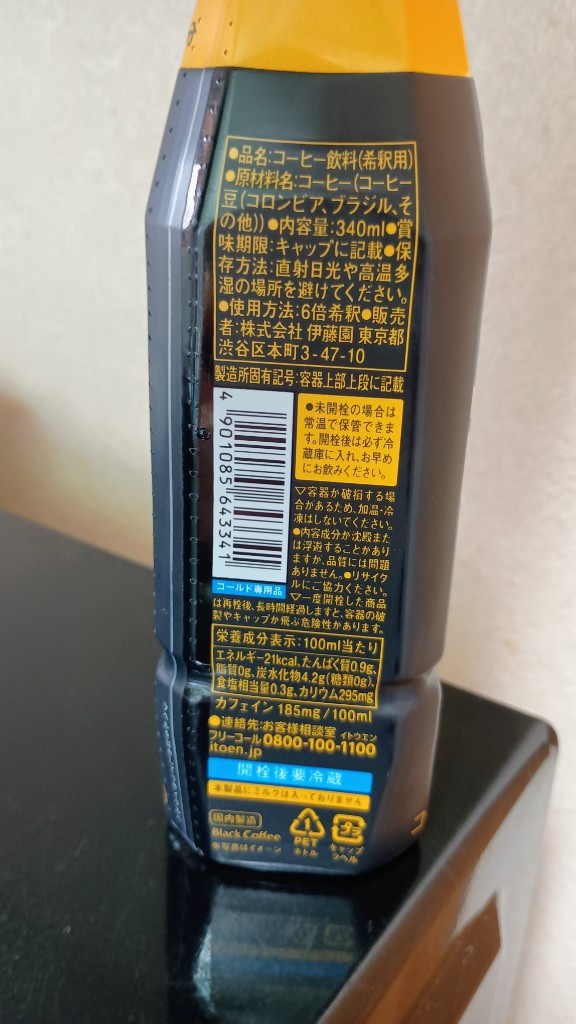 分
●品名:コーヒー飲料(希釈用)
●原材料名:コーヒー(コーヒー
豆(コロンビア、ブラジル、そ
の他))●内容量:340ml●賞
味期限:キャップに記載●保
存方法:直射日光や高温多
湿の場所を避けてください。
●使用方法:6倍希釈●販売
者:株式会社 伊藤園 東京都
渋谷区本町3-47-10
製造所固有記号:容器上部上段に記載
4 901085 643341
コールド専用品
●未開栓の場合は
常温で保管できま
す。開栓後は必ず冷
蔵庫に入れ、お早め
にお飲みください。
▽容器が破損する場
合があるため、加温・冷
凍はしないでください。
●内容成分が沈殿また
は浮遊することがあり
ますが、品質には問題
ありません。●リサイク
ルにご協力ください。
▽一度開栓した商品
は再栓後、長時間経過しますと、容器の破
裂やキャップが飛ぶ危険性があります。
栄養成分表示:100ml当たり
エネルギー21kcal、たんぱく質0.9g、
脂質0g、炭水化物4.2g(糖類0g)、
食塩相当量0.3g、カリウム295mg
カフェイン 185mg/100ml
●連絡先:お客様相談室 イトウエン
フリーコール0800-100-1100
itoen.jp
開栓後要冷蔵
本製品にミルクは入っておりません
国内製造
Black Coffee
※写真はイメージ
1
PET
ボトル
プラ
キャップ
ラベル
コ